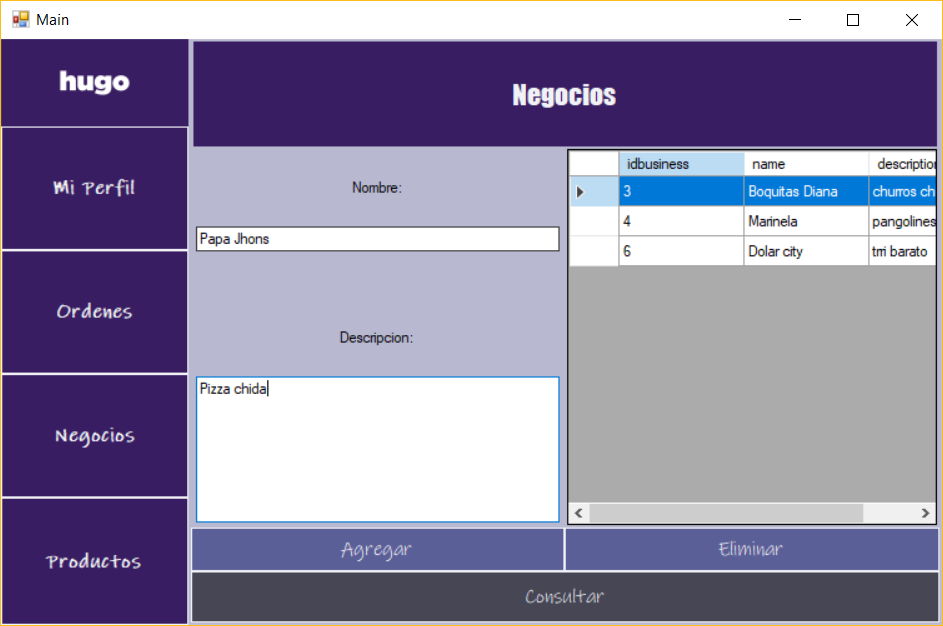 Main
hugo
Mi Perfil
Ordenes
Negocios
Productos
Negocios
Nombre:
Papa Jhons
Descripcion:
Pizza chida
idbusiness name description
3 Boquitas Diana churros ch
4 Marinela pangolines
6 Dolar city trri barato
Agregar
Eliminar
Consultar